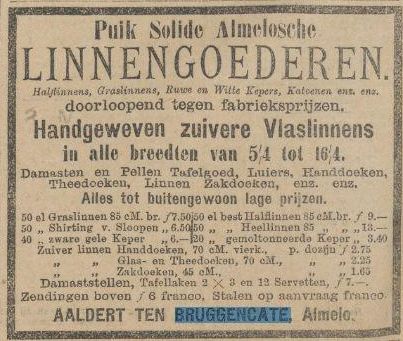 Puik Solide Almelosche
LINNENGOEDEREN.
Halflinnens, Graslinnens, Ruwe en Witte Kepers, Katoenen enz. enz.
doorloopend tegen fabrieksprijzen.
Handgeweven zuivere Vlaslinnens
in alle breedten van 5/4 tot 16/4.
Damasten en Pellen Tafelgoed, Luiers, Handdoeken,
Theedoeken, Linnen Zakdoeken, enz. enz.
Alles tot buitengewoon lage prijzen.
50 el Graslinnen 85 cM. br. f 7.50 50 el best Halflinnen 85 cM. br. f 9.—
50 „ Shirting v. Sloopen „ 6.50 50 „ „ Heellinnen 85 „ „ „ 13.—
40 „ zware gele Keper „ 6.— 20 „ gemoltonneerde Keper „ 3.40
Zuiver linnen Handdoeken, 70 cM. vierk., p. dozijn f 2.75
„ „ Glas- en Theedoeken, 70 cM., „ „ „ 2.25
„ „ Zakdoeken, 45 cM., „ „ „ 1.65
Damaststellen, Tafellaken 2 × 3 en 12 Servetten, f 7.—
Zendingen boven f 6 franco, Stalen op aanvraag franco
AALDERT TEN BRUGGENCATE, Almelo.